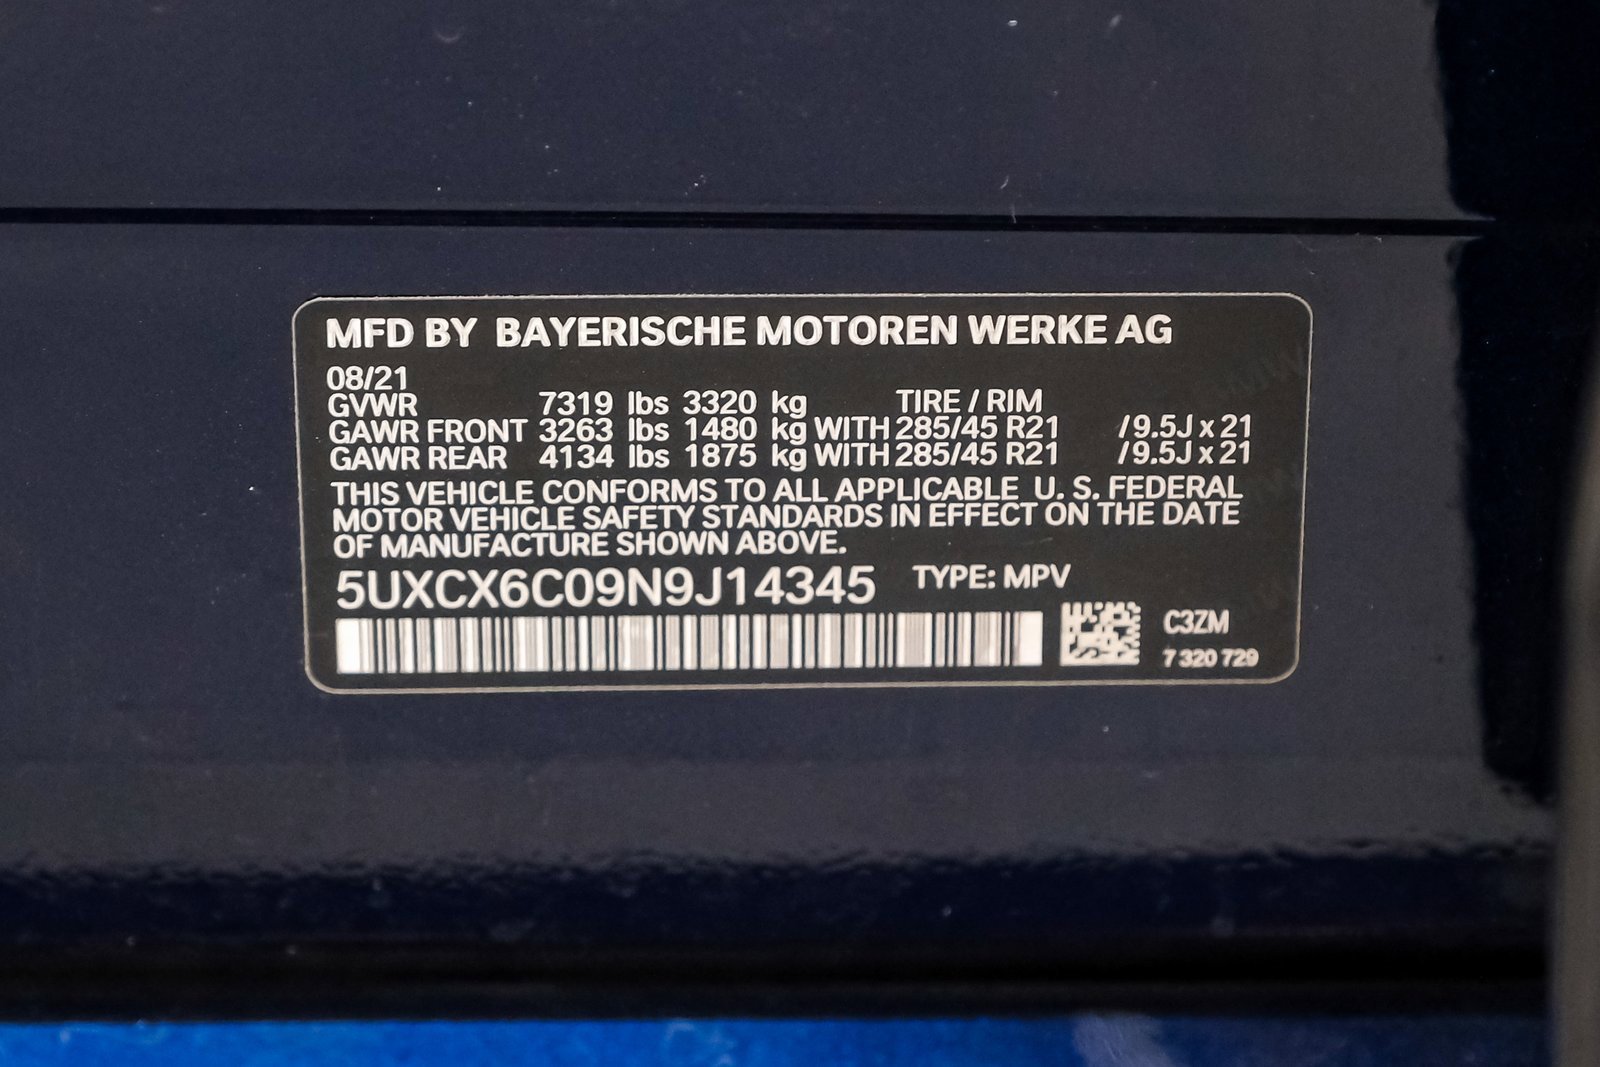 MFD BY BAYERISCHE MOTOREN WERKE AG
08/21
GVWR 7319 lbs 3320 kg TIRE / RIM
GAWR FRONT 3263 lbs 1480 kg WITH 285/45 R21 /9.5J x 21
GAWR REAR 4134 lbs 1875 kg WITH 285/45 R21 /9.5J x 21
THIS VEHICLE CONFORMS TO ALL APPLICABLE U. S. FEDERAL
MOTOR VEHICLE SAFETY STANDARDS IN EFFECT ON THE DATE
OF MANUFACTURE SHOWN ABOVE.
5UXCX6C09N9J14345 TYPE: MPV
C3ZM
7 320 729